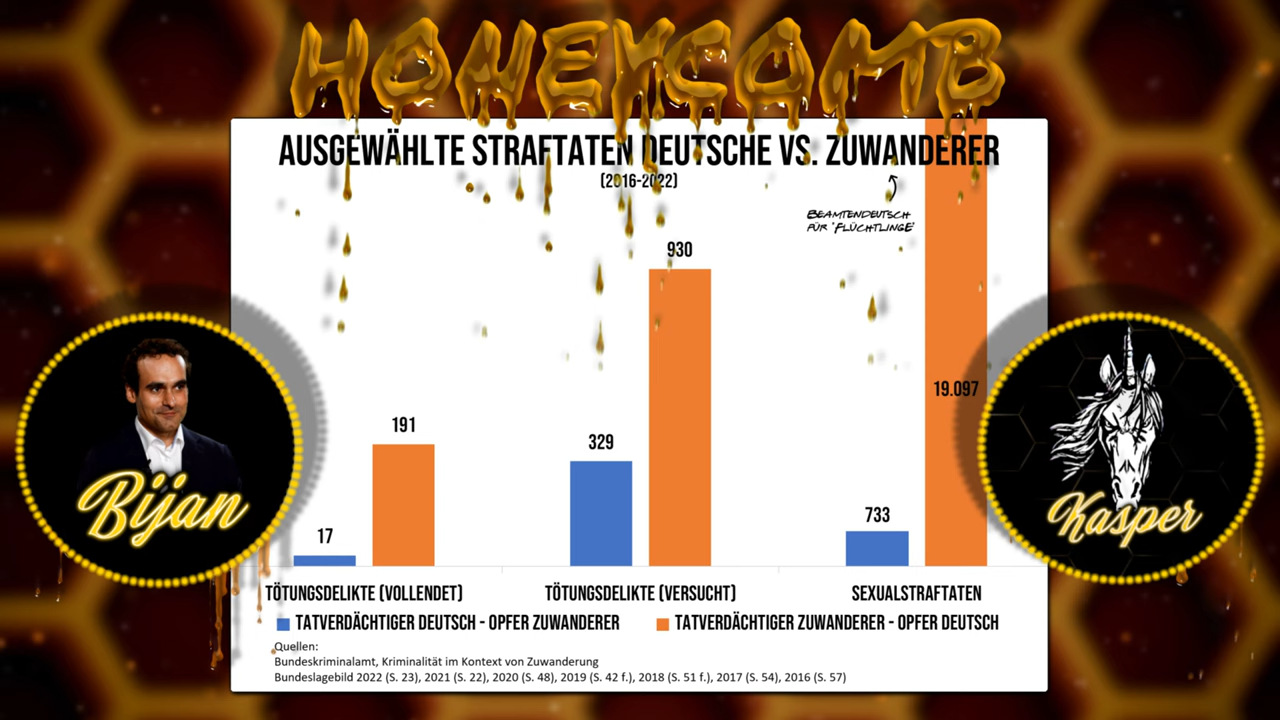 HONEYCOMB
AUSGEWÄHLTE STRAFTATEN DEUTSCHE VS. ZUWANDERER
(2016-2022)
BEAMTENDEUTSCH
FÜR "FLÜCHTLINGE"
930
19.097
191
329
733
17
TÖTUNGSDELIKTE (VOLLENDET) TÖTUNGSDELIKTE (VERSUCHT) SEXUALSTRAFTATEN
TATVERDÄCHTIGER DEUTSCH - OPFER ZUWANDERER TATVERDÄCHTIGER ZUWANDERER - OPFER DEUTSCH
Quellen:
Bundeskriminalamt, Kriminalität im Kontext von Zuwanderung
Bundeslagebild 2022 (S. 23), 2021 (S. 22), 2020 (S. 48), 2019 (S. 42 f.), 2018 (S. 51 f.), 2017 (S. 54), 2016 (S. 57)
Bijan
Kasper